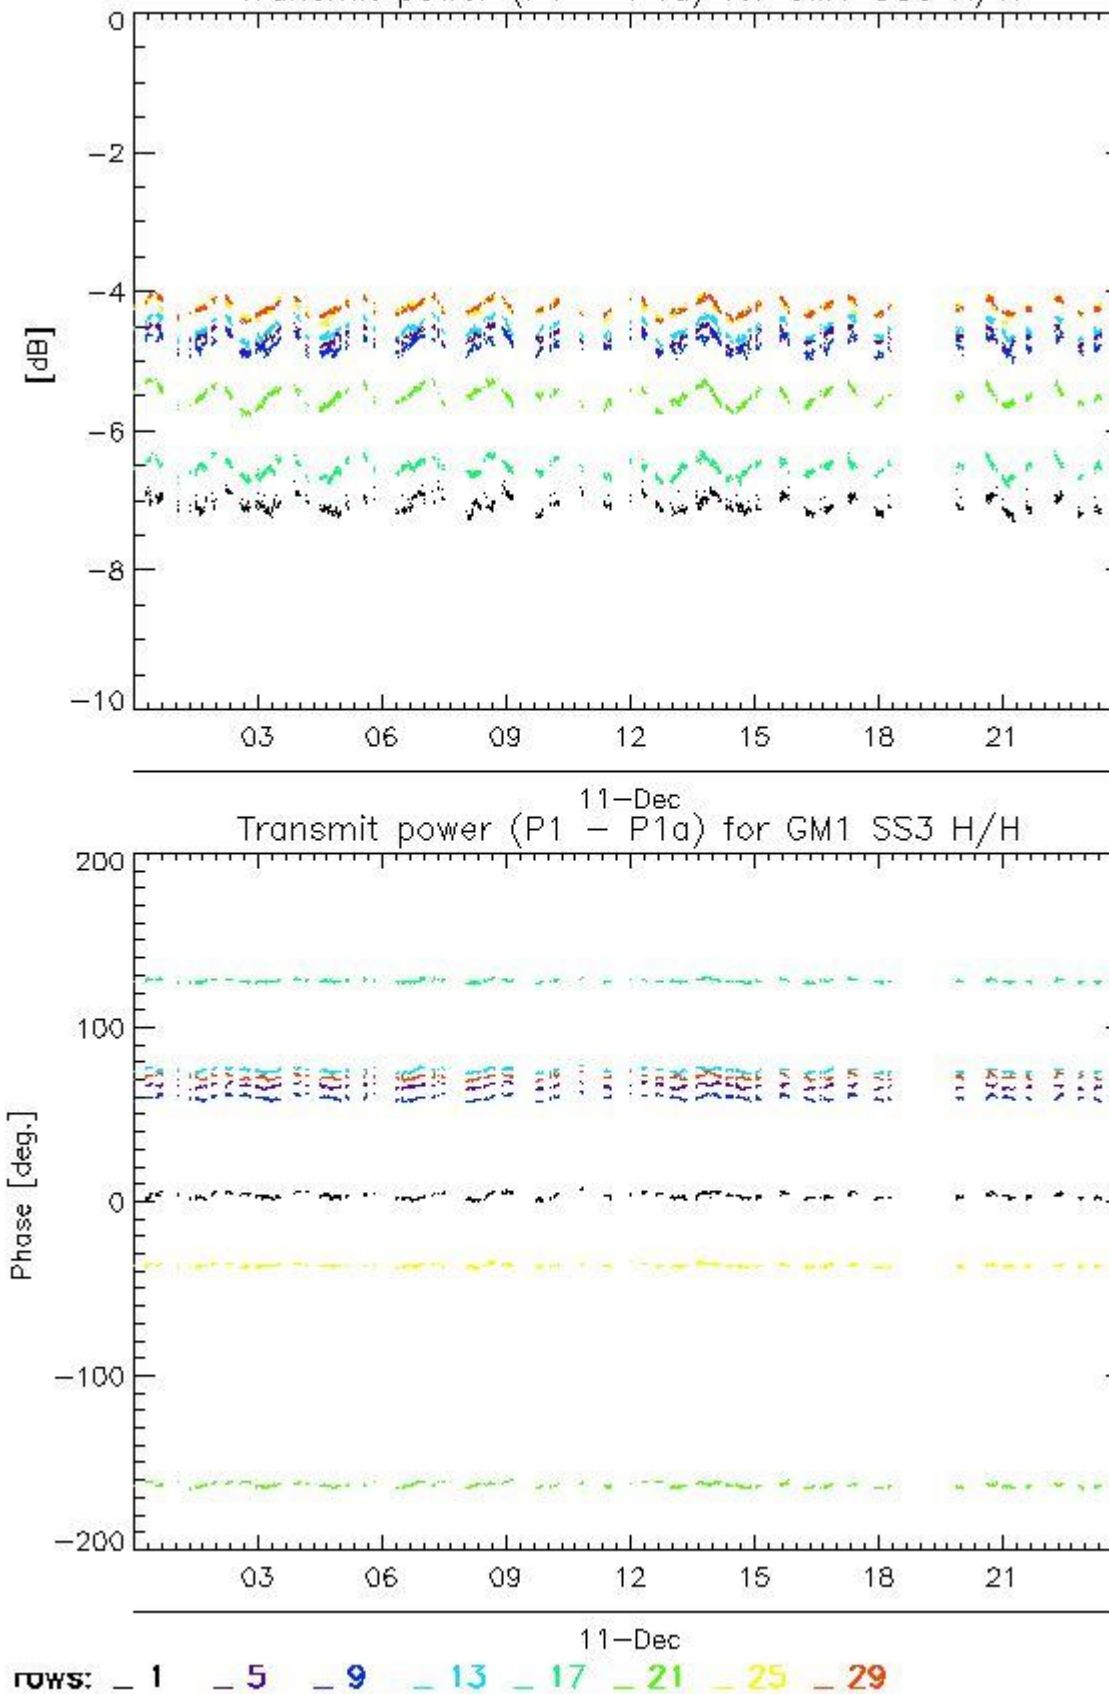 0
-2
-4
[dB]
-6
-8
-10
03 06 09 12 15 18 21
11-Dec
Transmit power (P1 - P1a) for GM1 SS3 H/H
200
100
Phase [deg.]
0
-100
-200
03 06 09 12 15 18 21
11-Dec
rows: _ 1 _ 5 _ 9 _ 13 _ 17 _ 21 _ 25 _ 29